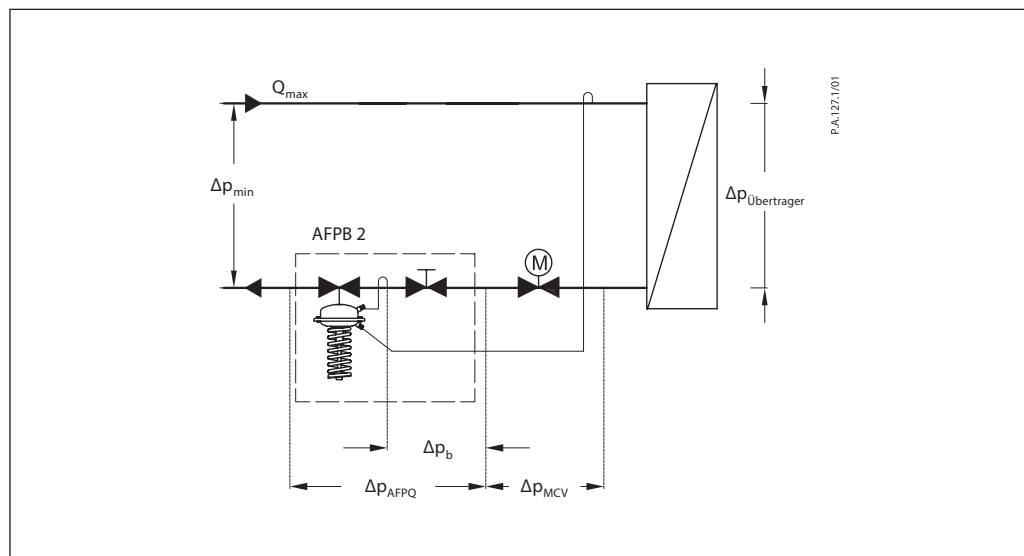 Q_max
P.A.127.1/01
Δp_min
Δp_Übertrager
AFPB 2
M
Δp_b
Δp_AFPQ
Δp_MCV